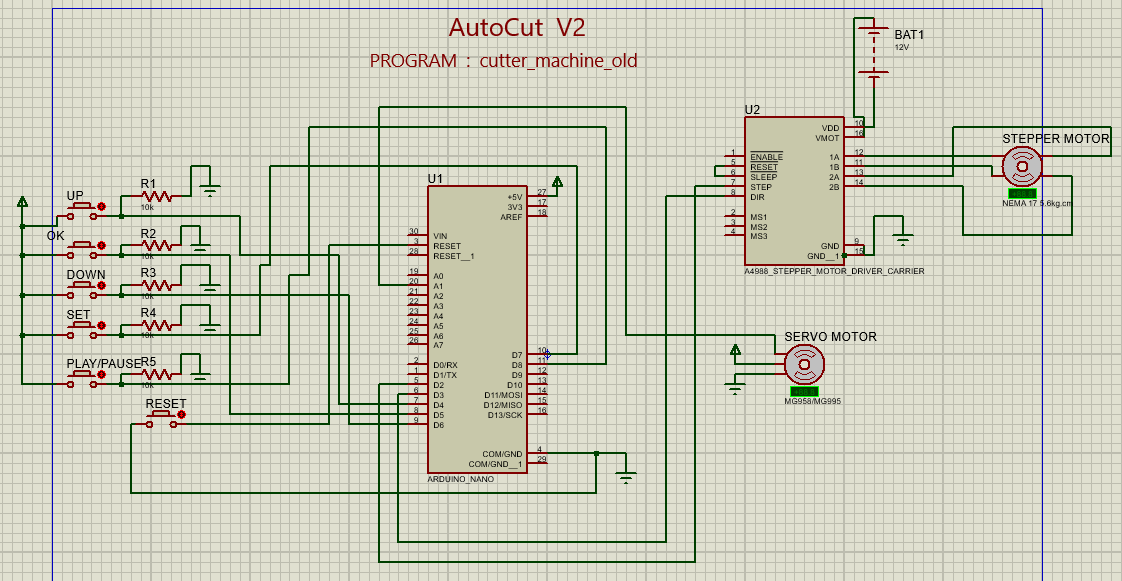 AutoCut V2
PROGRAM : cutter_machine_old
BAT1
12V
U2
VDD 10
VMOT 16
1 ENABLE
5 RESET
6 SLEEP
7 STEP
8 DIR
2 MS1
3 MS2
4 MS3
1A 12
1B 11
2A 13
2B 14
GND 9
GND__1 15
A4988_STEPPER_MOTOR_DRIVER_CARRIER
STEPPER MOTOR
NEMA 17 5.6kg.cm
UP
R1
10k
OK
R2
10k
DOWN
R3
10k
SET
R4
10k
PLAY/PAUSE
R5
10k
RESET
U1
+5V 27
3V3 17
AREF 18
30 VIN
3 RESET
28 RESET__1
19 A0
20 A1
21 A2
22 A3
23 A4
24 A5
25 A6
26 A7
2 D0/RX
1 D1/TX
5 D2
6 D3
7 D4
8 D5
9 D6
D7 10
D8 11
D9 12
D10 13
D11/MOSI 14
D12/MISO 15
D13/SCK 16
COM/GND 4
COM/GND__1 29
ARDUINO_NANO
SERVO MOTOR
MG958/MG995